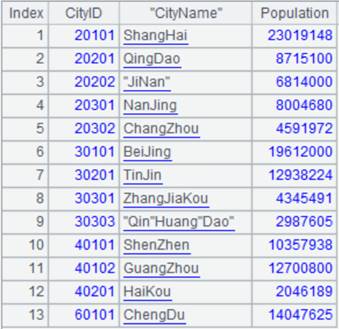 Index CityID "CityName" Population
1 20101 ShangHai 23019148
2 20201 QingDao 8715100
3 20202 "JiNan" 6814000
4 20301 NanJing 8004680
5 20302 ChangZhou 4591972
6 30101 BeiJing 19612000
7 30201 TinJin 12938224
8 30301 ZhangJiaKou 4345491
9 30303 "Qin"Huang"Dao" 2987605
10 40101 ShenZhen 10357938
11 40102 GuangZhou 12700800
12 40201 HaiKou 2046189
13 60101 ChengDu 14047625